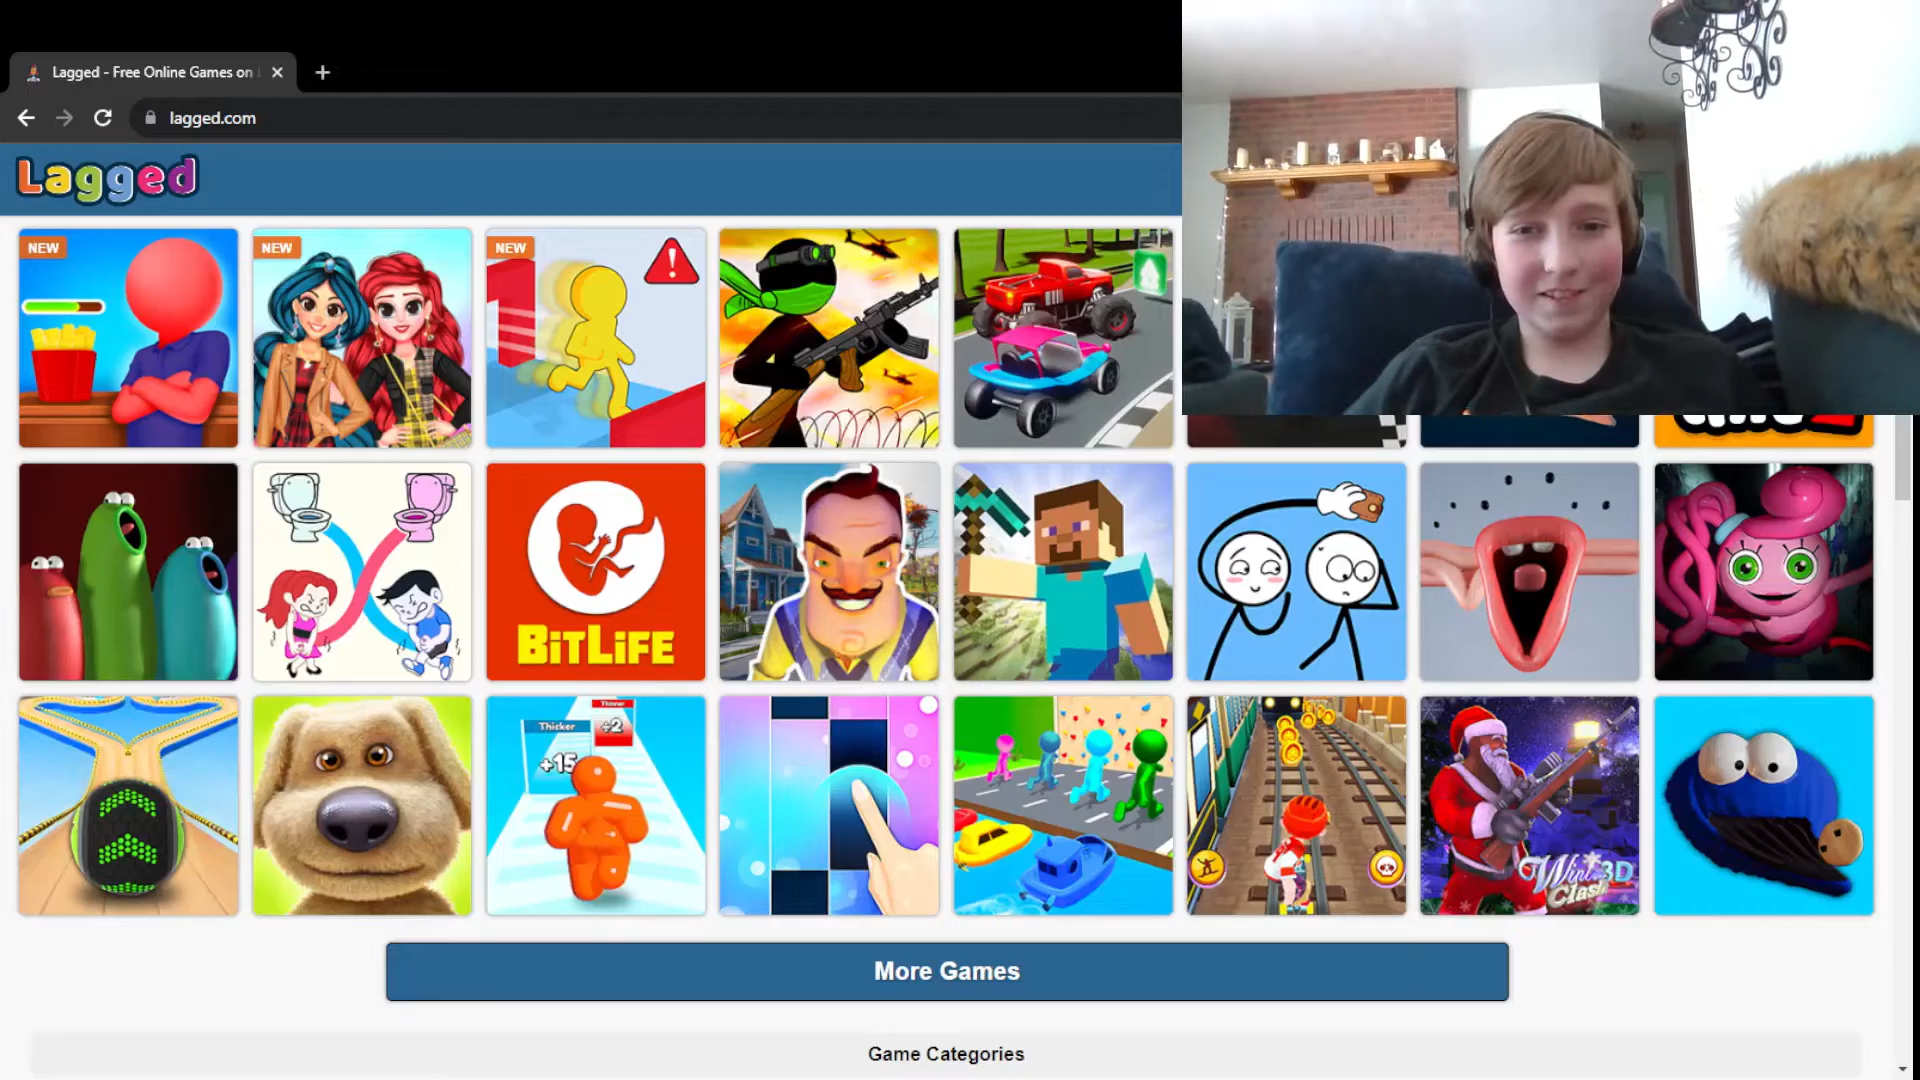 Lagged - Free Online Games on
lagged.com
Lagged
NEW
NEW
NEW
BITLIFE
Thicker
Thinner
+2
+15
3D
Clash
More Games
Game Categories